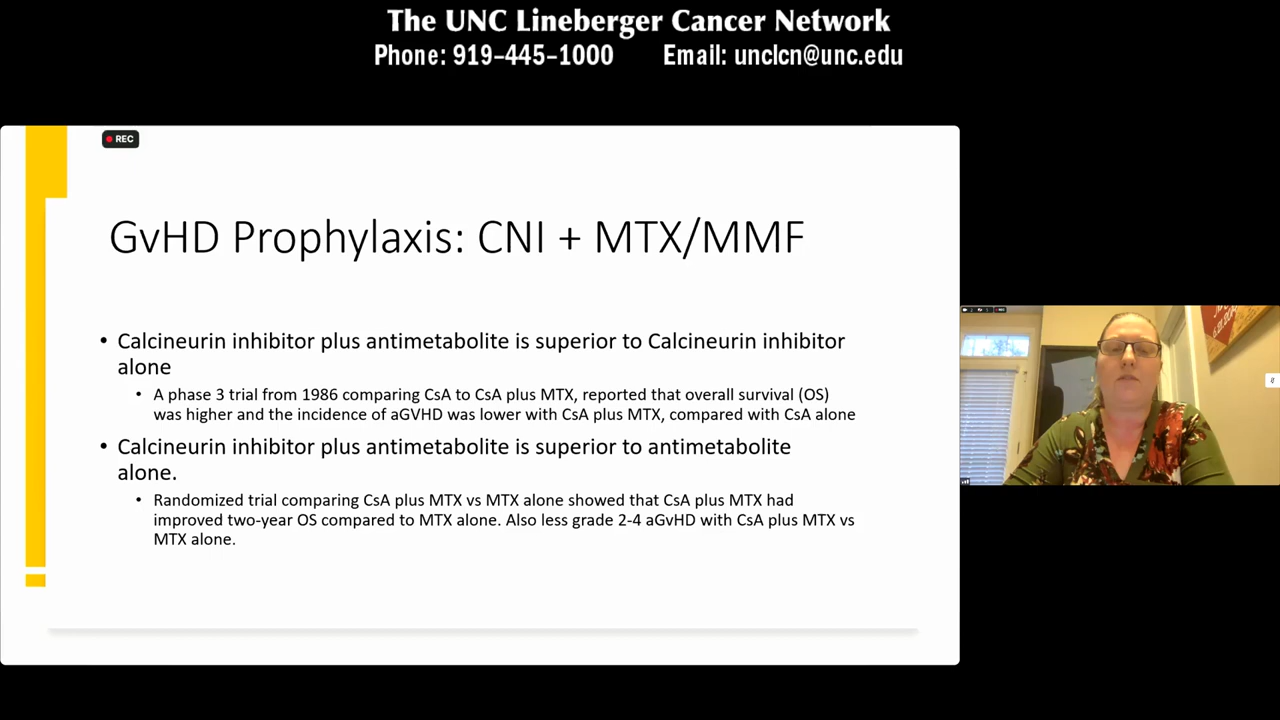 The UNC Lineberger Cancer Network
Phone: 919-445-1000 Email: unclcn@unc.edu
REC
GvHD Prophylaxis: CNI + MTX/MMF
• Calcineurin inhibitor plus antimetabolite is superior to Calcineurin inhibitor
alone
• A phase 3 trial from 1986 comparing CsA to CsA plus MTX, reported that overall survival (OS)
was higher and the incidence of aGVHD was lower with CsA plus MTX, compared with CsA alone
• Calcineurin inhibitor plus antimetabolite is superior to antimetabolite
alone.
• Randomized trial comparing CsA plus MTX vs MTX alone showed that CsA plus MTX had
improved two-year OS compared to MTX alone. Also less grade 2-4 aGvHD with CsA plus MTX vs
MTX alone.